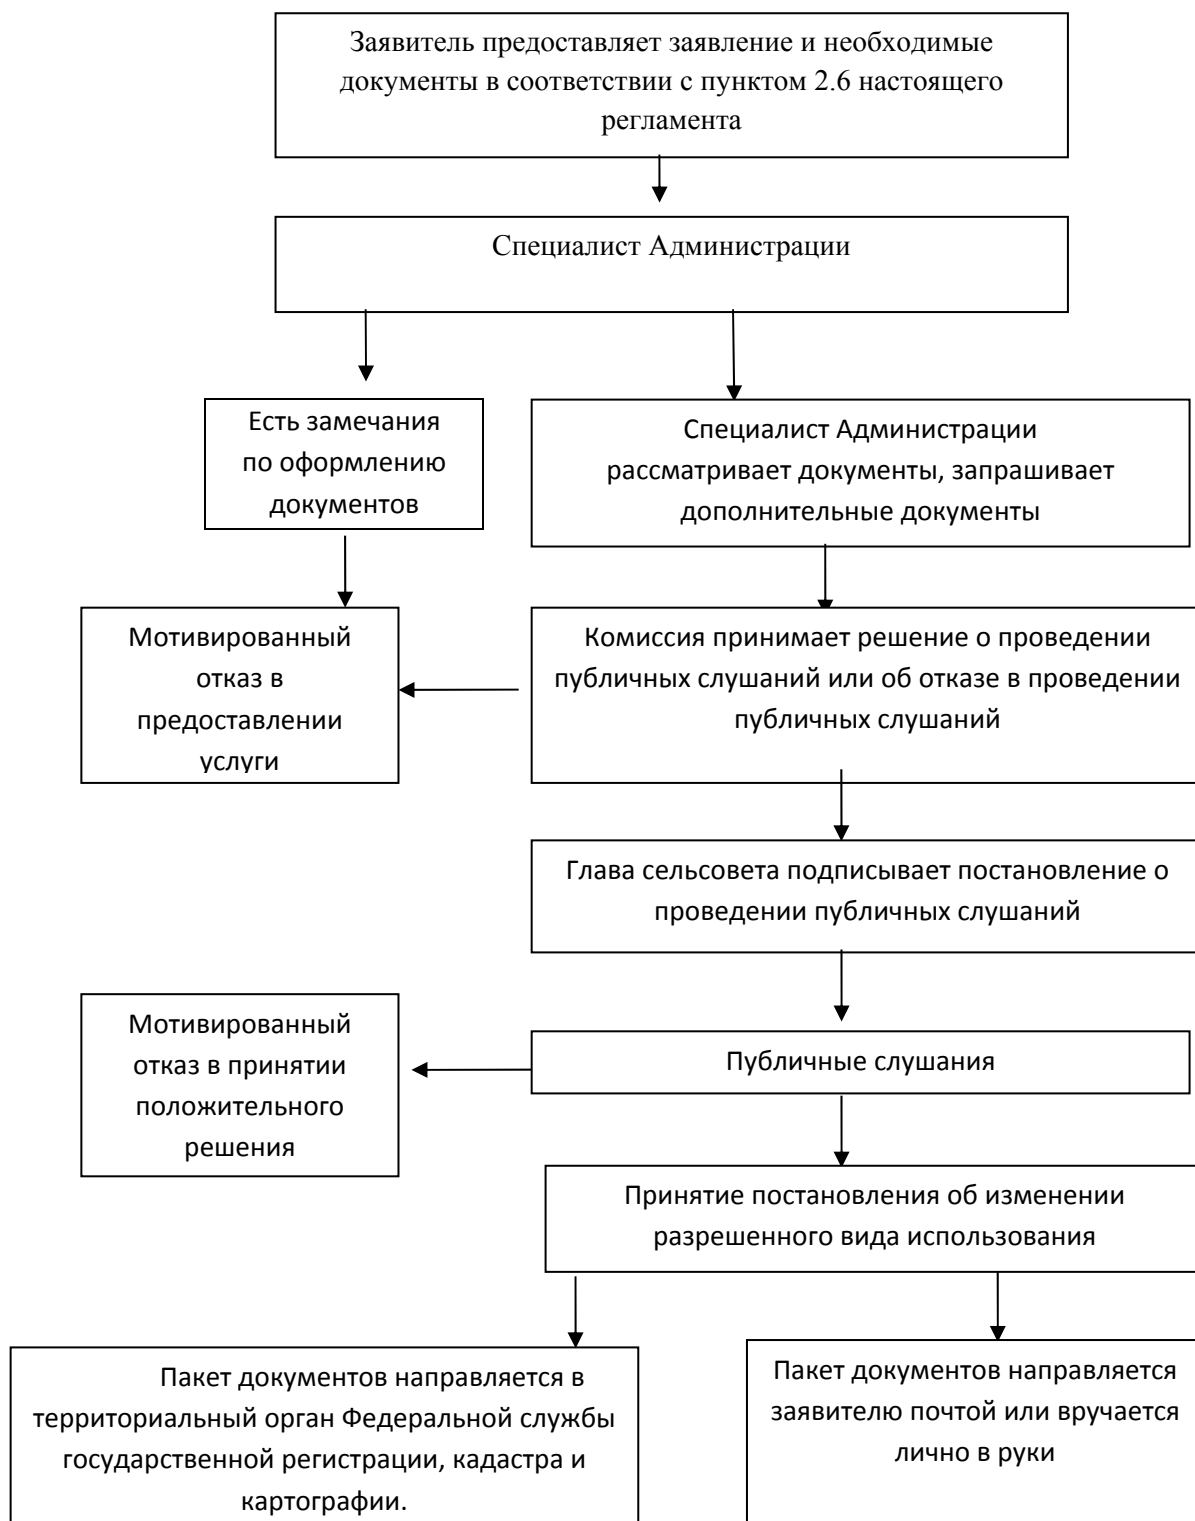 Заявитель предоставляет заявление и необходимые
документы в соответствии с пунктом 2.6 настоящего
регламента
Специалист Администрации
Есть замечания
по оформлению
документов
Специалист Администрации
рассматривает документы, запрашивает
дополнительные документы
Мотивированный
отказ в
предоставлении
услуги
Комиссия принимает решение о проведении
публичных слушаний или об отказе в проведении
публичных слушаний
Глава сельсовета подписывает постановление о
проведении публичных слушаний
Мотивированный
отказ в принятии
положительного
решения
Публичные слушания
Принятие постановления об изменении
разрешенного вида использования
Пакет документов направляется в
территориальный орган Федеральной службы
государственной регистрации, кадастра и
картографии.
Пакет документов направляется
заявителю почтой или вручается
лично в руки